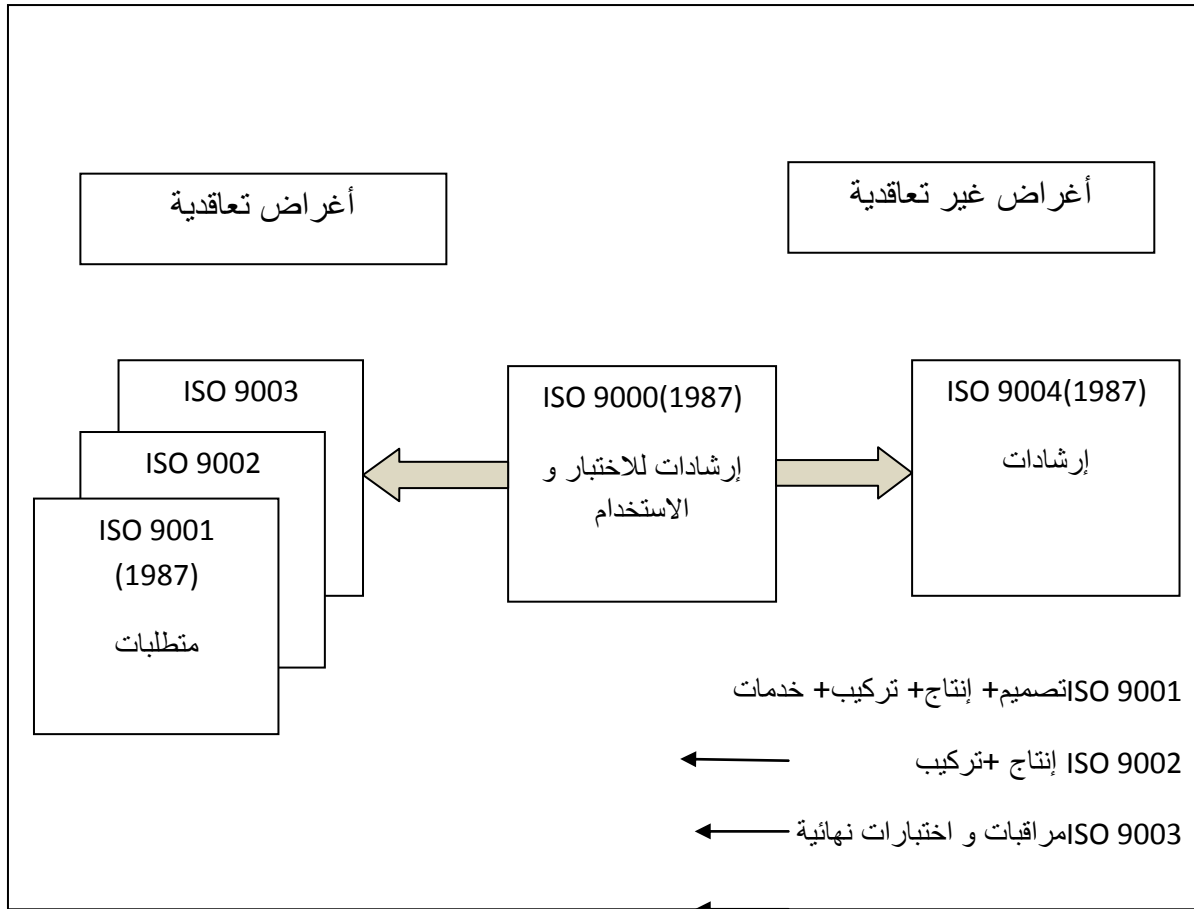 أغراض غير تعاقدية
أغراض تعاقدية
ISO 9004(1987)
إرشادات
ISO 9000(1987)
إرشادات للاختبار و
الاستخدام
ISO 9003
ISO 9002
ISO 9001
(1987)
متطلبات
ISO 9001تصميم+ إنتاج+ تركيب+ خدمات
ISO 9002 إنتاج +تركيب
ISO 9003مراقبات و اختبارات نهائية